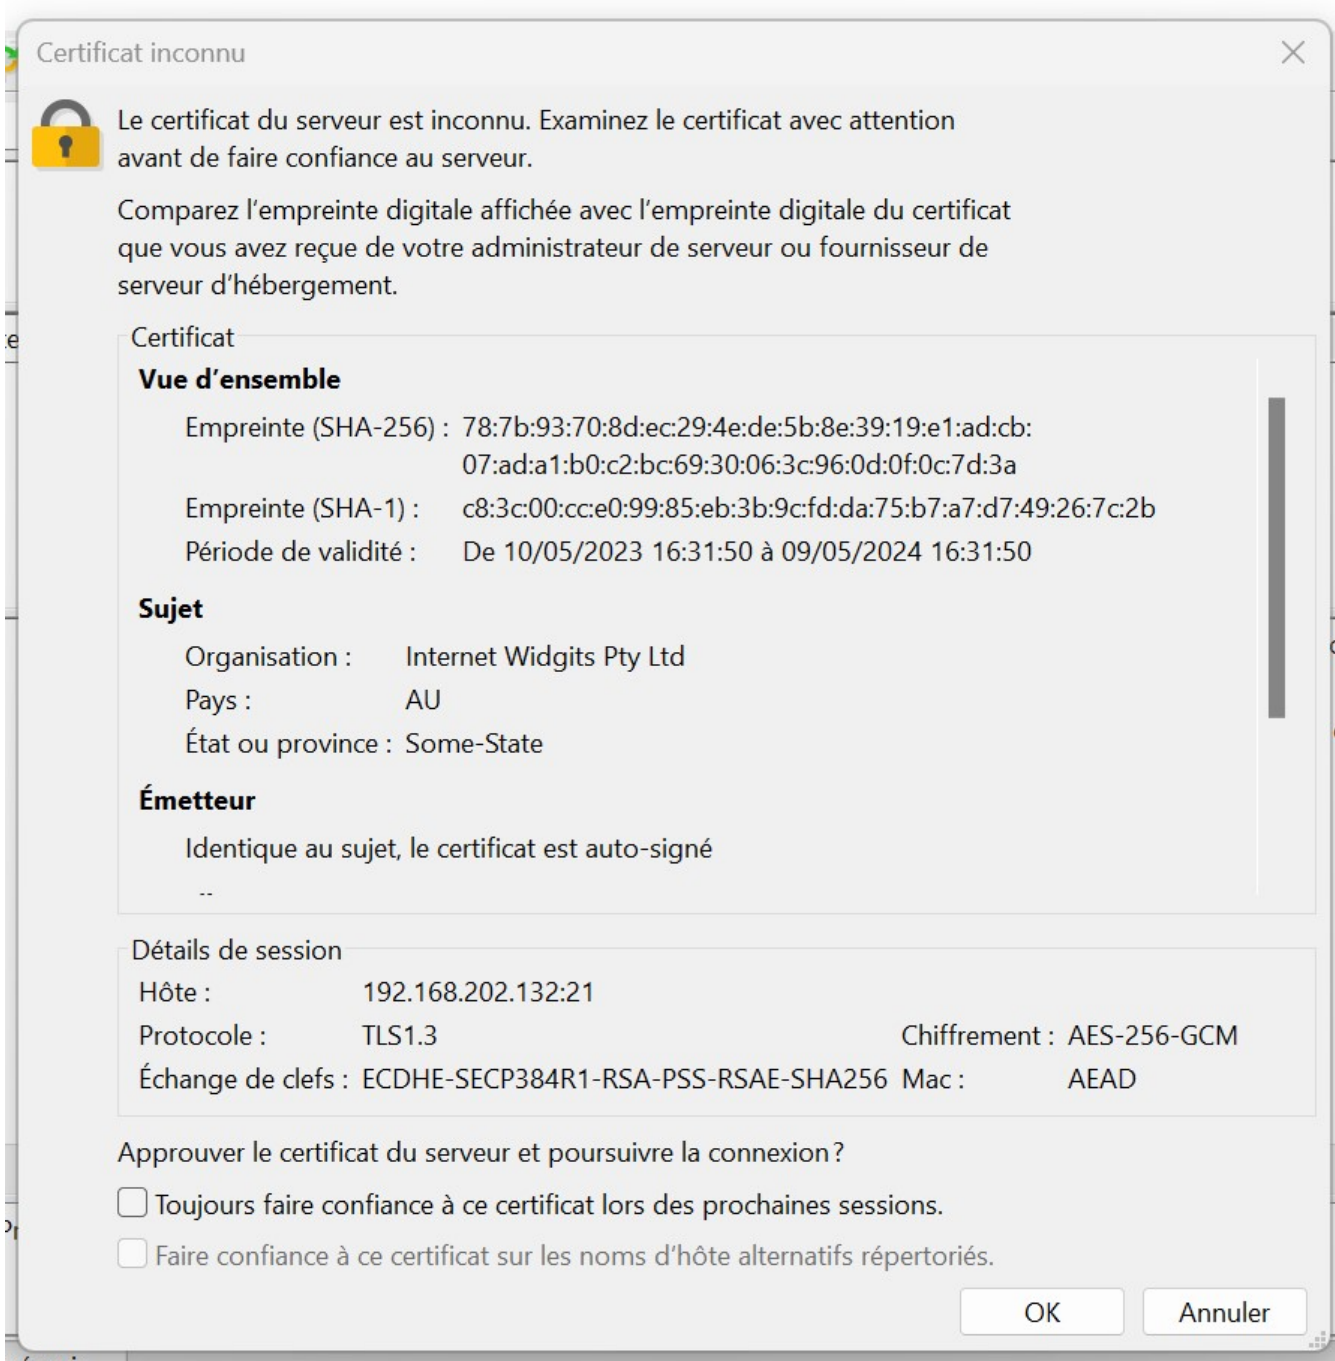 Certificat inconnu
Le certificat du serveur est inconnu. Examinez le certificat avec attention
avant de faire confiance au serveur.
Comparez l'empreinte digitale affichée avec l'empreinte digitale du certificat
que vous avez reçue de votre administrateur de serveur ou fournisseur de
serveur d'hébergement.
Certificat
Vue d'ensemble
Empreinte (SHA-256) : 78:7b:93:70:8d:ec:29:4e:de:5b:8e:39:19:e1:ad:cb:
07:ad:a1:b0:c2:bc:69:30:06:3c:96:0d:0f:0c:7d:3a
Empreinte (SHA-1) : c8:3c:00:cc:e0:99:85:eb:3b:9c:fd:da:75:b7:a7:d7:49:26:7c:2b
Période de validité : De 10/05/2023 16:31:50 à 09/05/2024 16:31:50
Sujet
Organisation : Internet Widgits Pty Ltd
Pays : AU
État ou province : Some-State
Émetteur
Identique au sujet, le certificat est auto-signé
Détails de session
Hôte : 192.168.202.132:21
Protocole : TLS1.3 Chiffrement : AES-256-GCM
Échange de clefs : ECDHE-SECP384R1-RSA-PSS-RSAE-SHA256 Mac : AEAD
Approuver le certificat du serveur et poursuivre la connexion ?
Toujours faire confiance à ce certificat lors des prochaines sessions.
Faire confiance à ce certificat sur les noms d'hôte alternatifs répertoriés.
OK Annuler